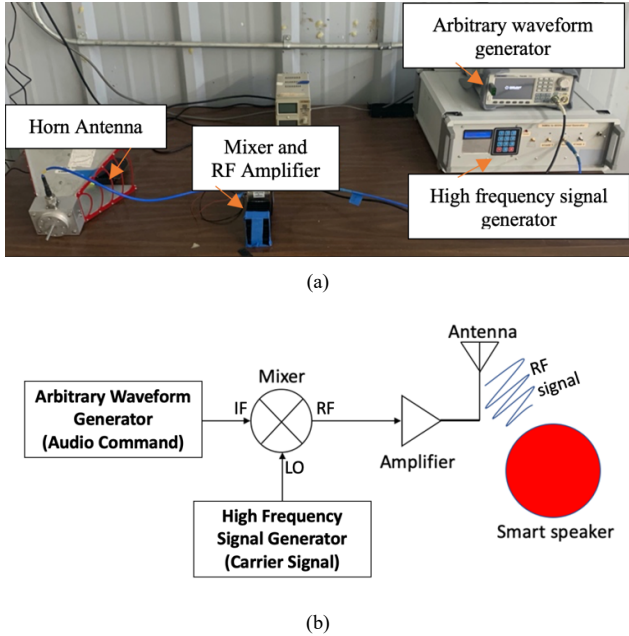 Arbitrary waveform
generator
Horn Antenna
Mixer and
RF Amplifier
High frequency signal
generator
(a)
Antenna
Mixer
RF
signal
Arbitrary Waveform
Generator
(Audio Command)
IF
RF
LO
Amplifier
High Frequency
Signal Generator
(Carrier Signal)
Smart speaker
(b)